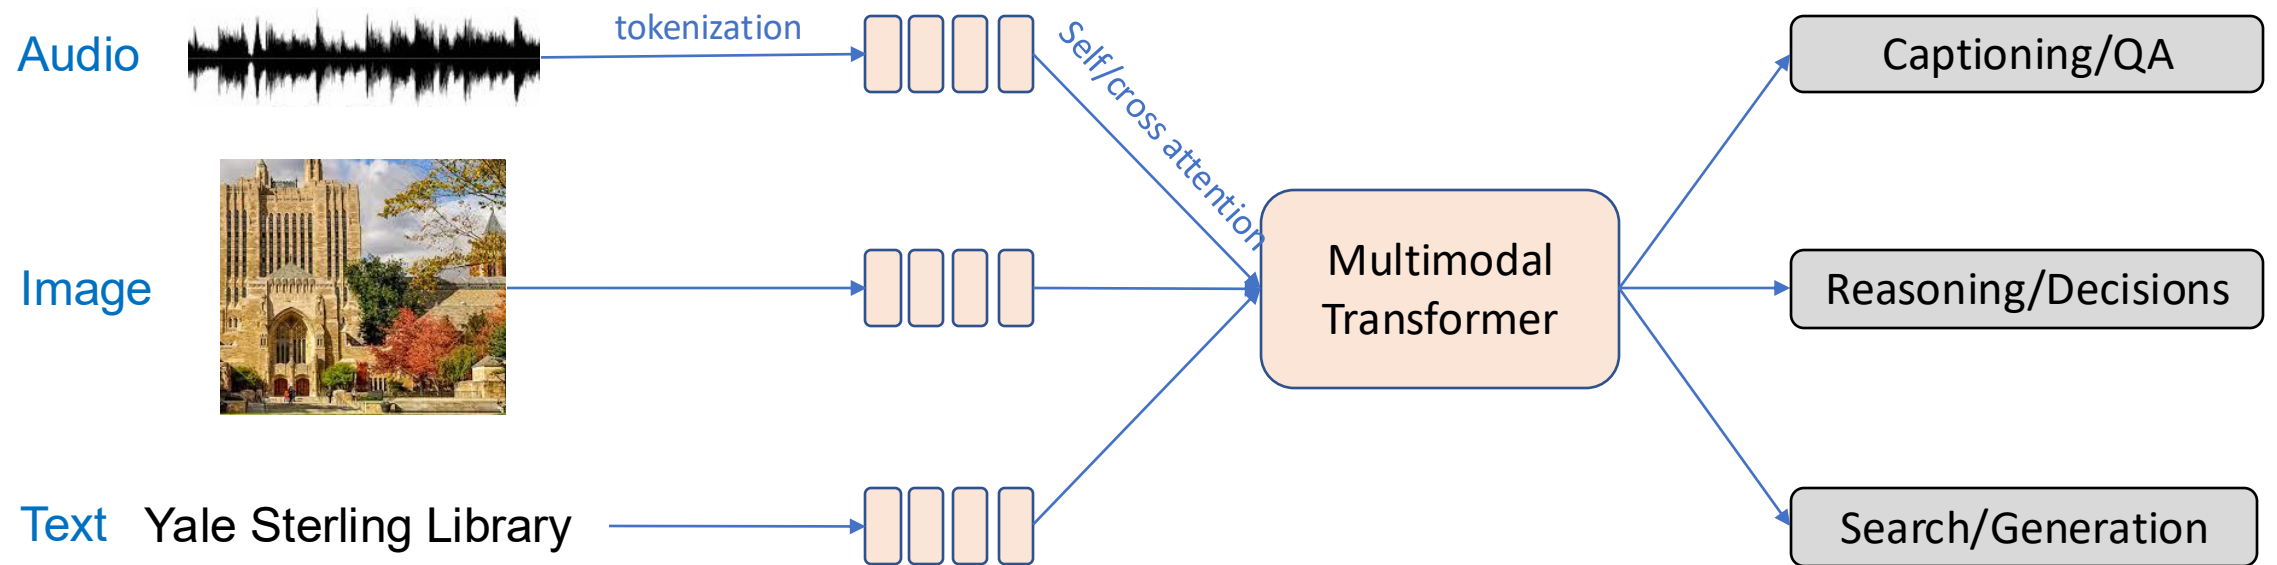 Audio
tokenization
Self/cross attention
Captioning/QA
Image
Multimodal
Transformer
Reasoning/Decisions
Text
Yale Sterling Library
Search/Generation